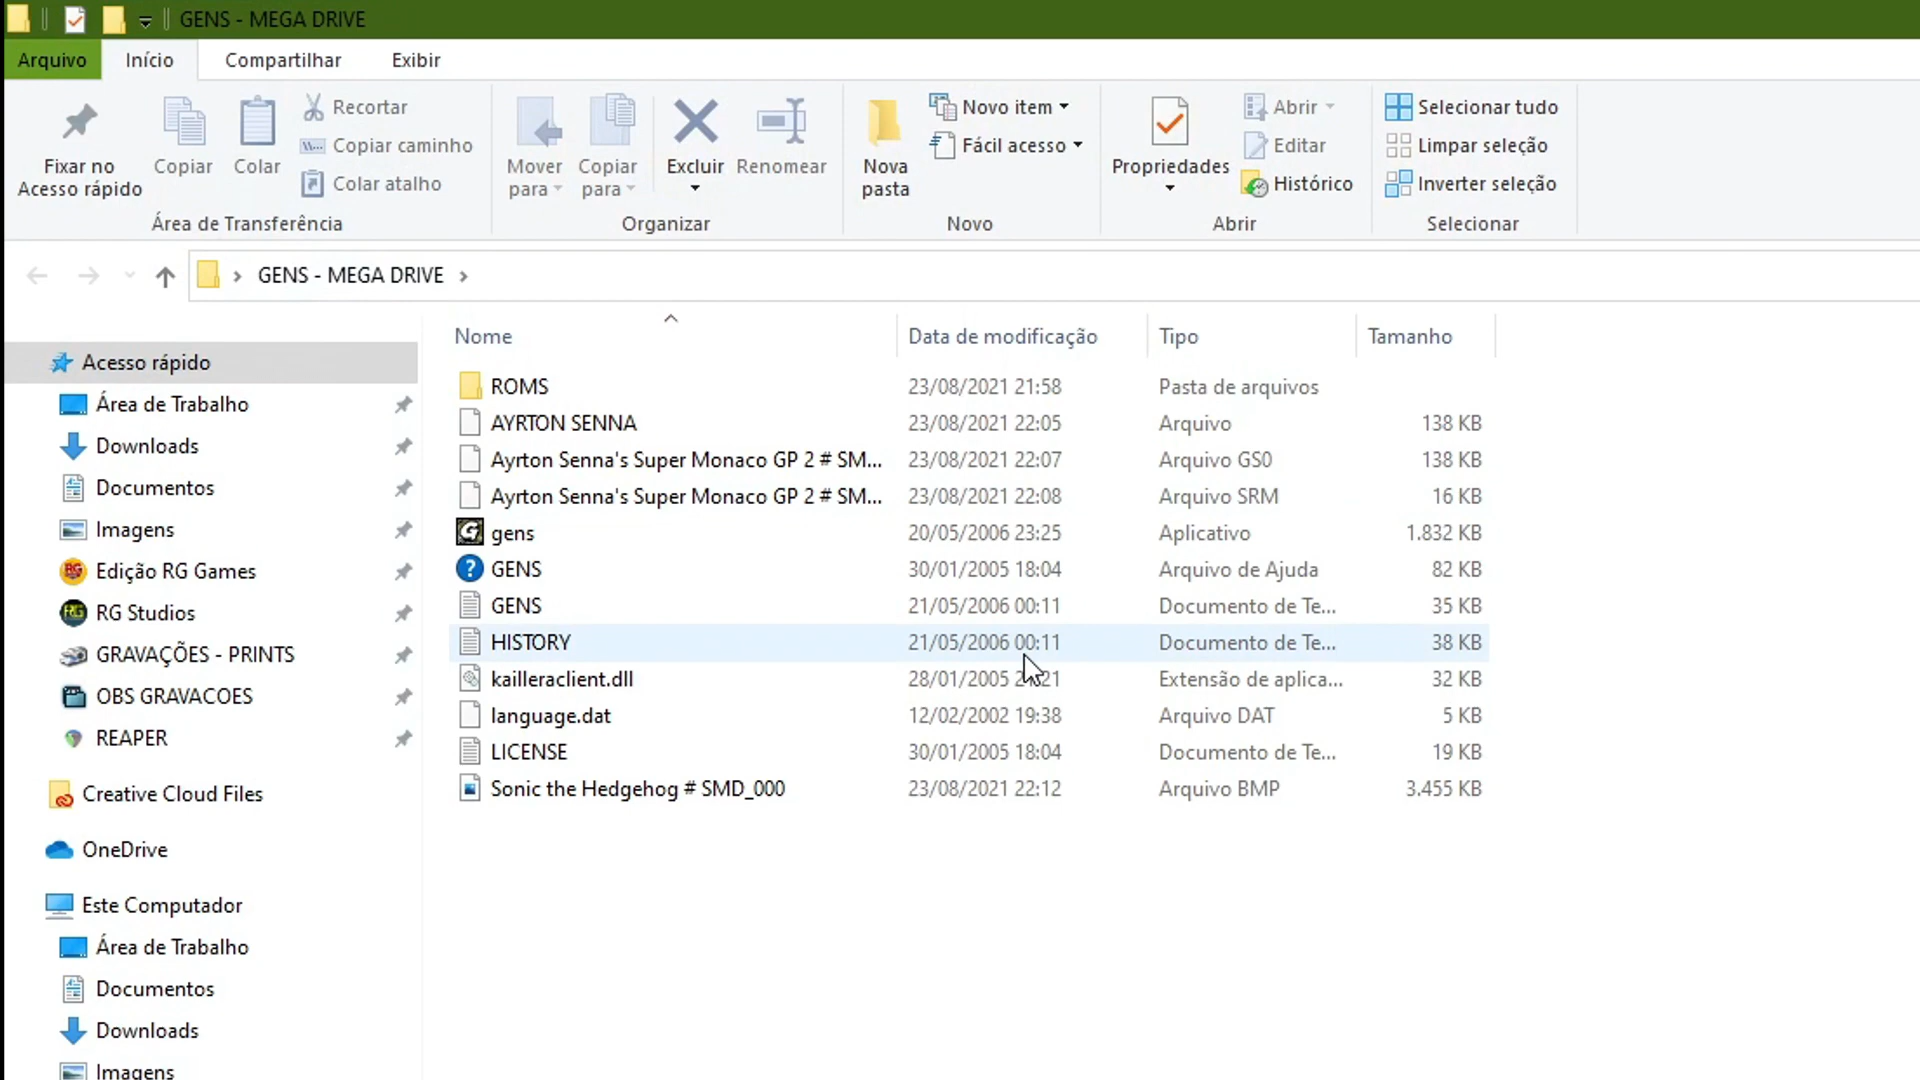 GENS - MEGA DRIVE
Arquivo Início Compartilhar Exibir
Fixar no Acesso rápido
Copiar
Colar
Recortar
Copiar caminho
Colar atalho
Área de Transferência
Mover para
Copiar para
Excluir
Renomear
Organizar
Nova pasta
Novo item
Fácil acesso
Novo
Propriedades
Abrir
Editar
Histórico
Abrir
Selecionar tudo
Limpar seleção
Inverter seleção
Selecionar
GENS - MEGA DRIVE
Acesso rápido
Área de Trabalho
Downloads
Documentos
Imagens
Edição RG Games
RG Studios
GRAVAÇÕES - PRINTS
OBS GRAVACOES
REAPER
Creative Cloud Files
OneDrive
Este Computador
Área de Trabalho
Documentos
Downloads
Imagens
Nome Data de modificação Tipo Tamanho
ROMS 23/08/2021 21:58 Pasta de arquivos
AYRTON SENNA 23/08/2021 22:05 Arquivo 138 KB
Ayrton Senna's Super Monaco GP 2 # SM... 23/08/2021 22:07 Arquivo GS0 138 KB
Ayrton Senna's Super Monaco GP 2 # SM... 23/08/2021 22:08 Arquivo SRM 16 KB
gens 20/05/2006 23:25 Aplicativo 1.832 KB
GENS 30/01/2005 18:04 Arquivo de Ajuda 82 KB
GENS 21/05/2006 00:11 Documento de Te... 35 KB
HISTORY 21/05/2006 00:11 Documento de Te... 38 KB
kailleraclient.dll 28/01/2005 Extensão de aplica... 32 KB
language.dat 12/02/2002 19:38 Arquivo DAT 5 KB
LICENSE 30/01/2005 18:04 Documento de Te... 19 KB
Sonic the Hedgehog # SMD_000 23/08/2021 22:12 Arquivo BMP 3.455 KB